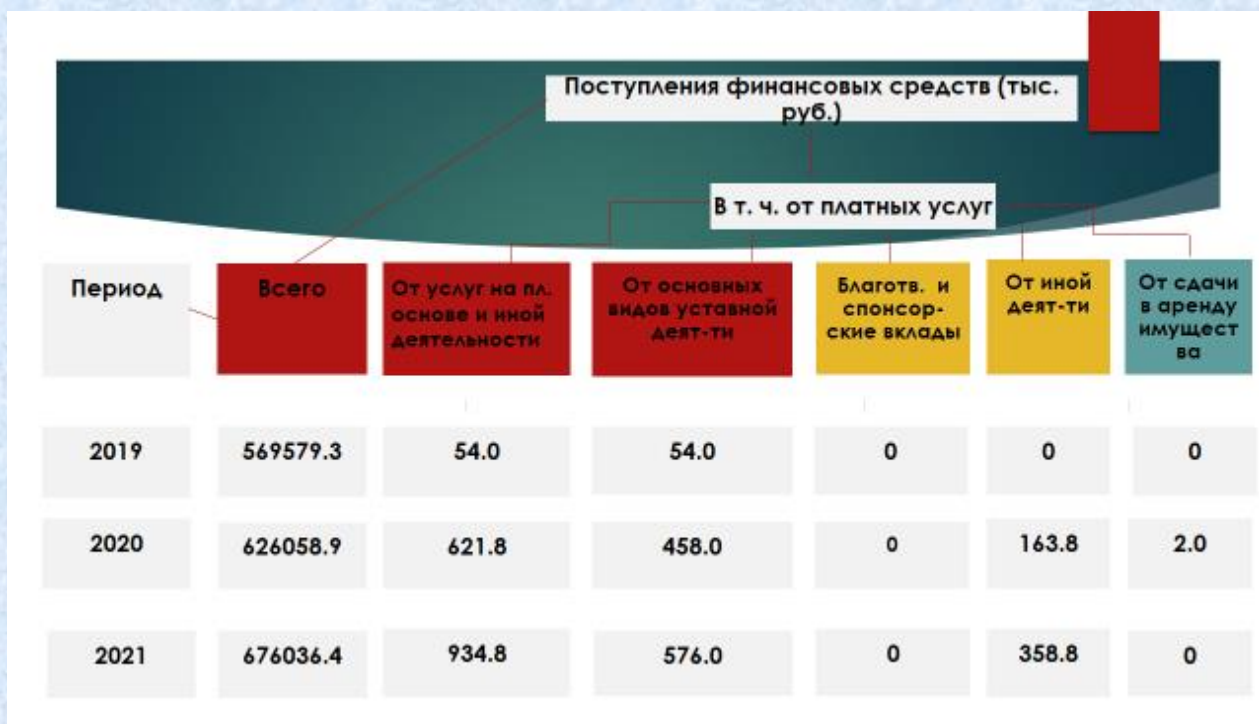 Поступления финансовых средств (тыс.
руб.)
В т. ч. от платных услуг
Период
Всего
От услуг на пл.
основе и иной
деятельности
От основных
видов уставной
деят-ти
Благотв. и
спонсор-
ские вклады
От иной
деят-ти
От сдачи
в аренду
имущест
ва
2019 569579.3 54.0 54.0 0 0 0
2020 626058.9 621.8 458.0 0 163.8 2.0
2021 676036.4 934.8 576.0 0 358.8 0